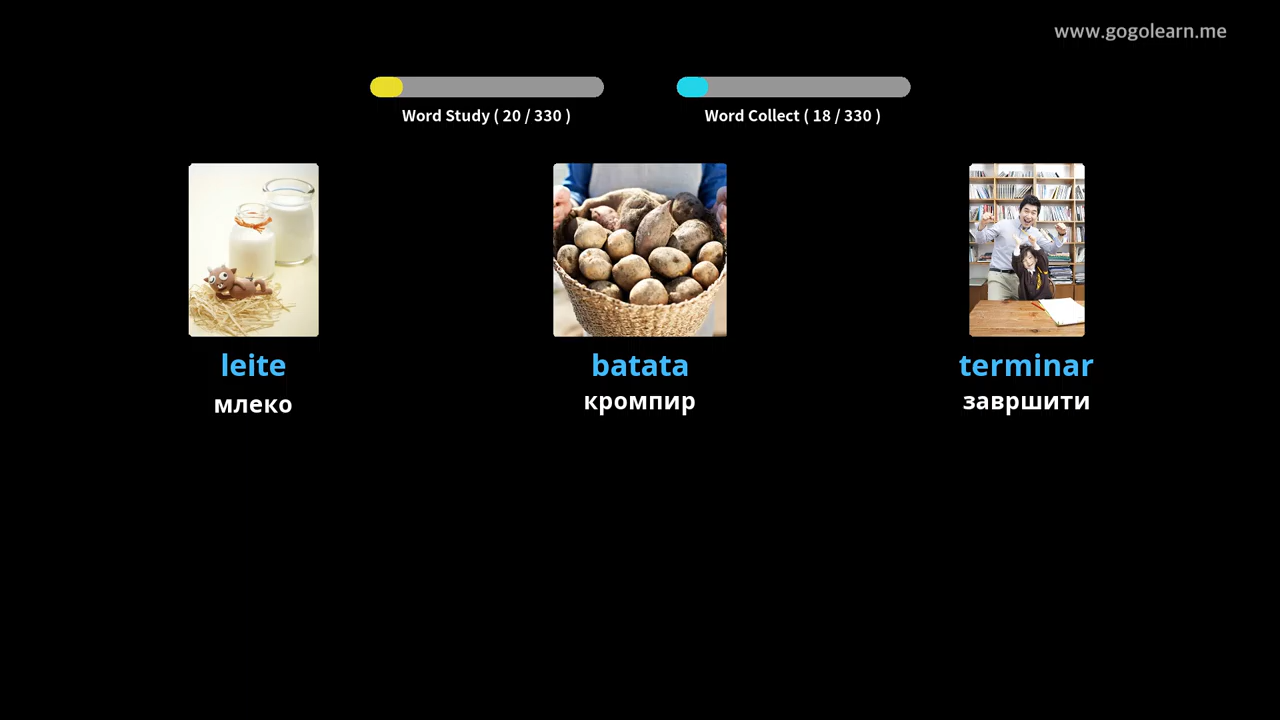 www.gogolearn.me
Word Study ( 20 / 330 )
Word Collect ( 18 / 330 )
leite
млеко
batata
кромпир
terminar
завршити